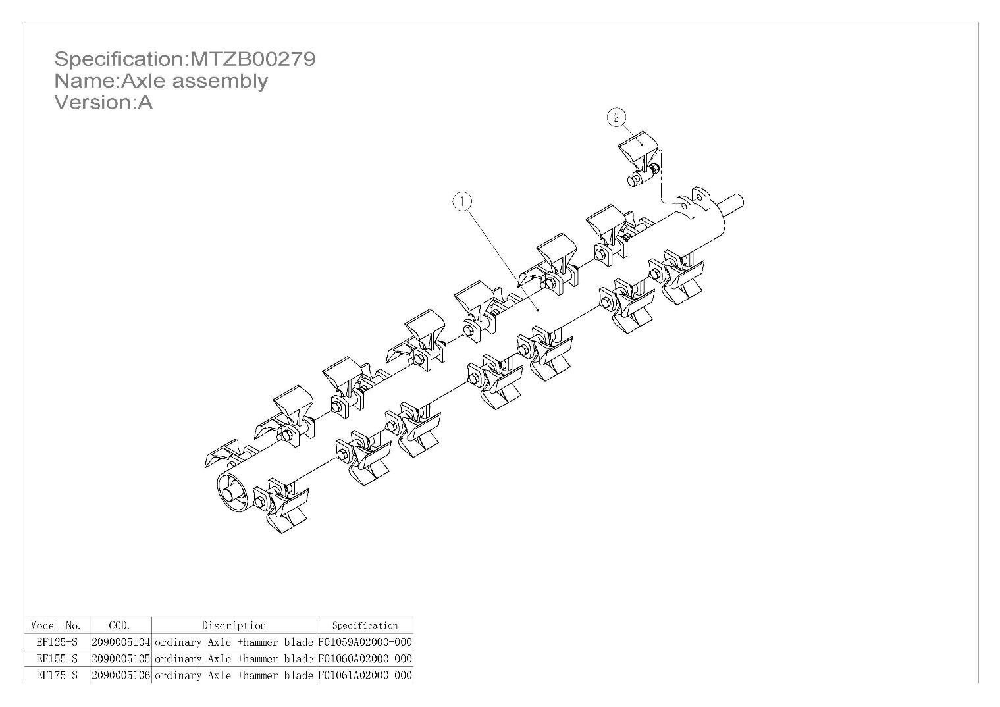 Specification:MTZB00279
Name:Axle assembly
Version:A
2
1
Model No. COD. Discription Specification
EF125-S 2090005104 ordinary Axle +hammer blade F01059A02000-000
EF155-S 2090005105 ordinary Axle +hammer blade F01060A02000-000
EF175-S 2090005106 ordinary Axle +hammer blade F01061A02000-000